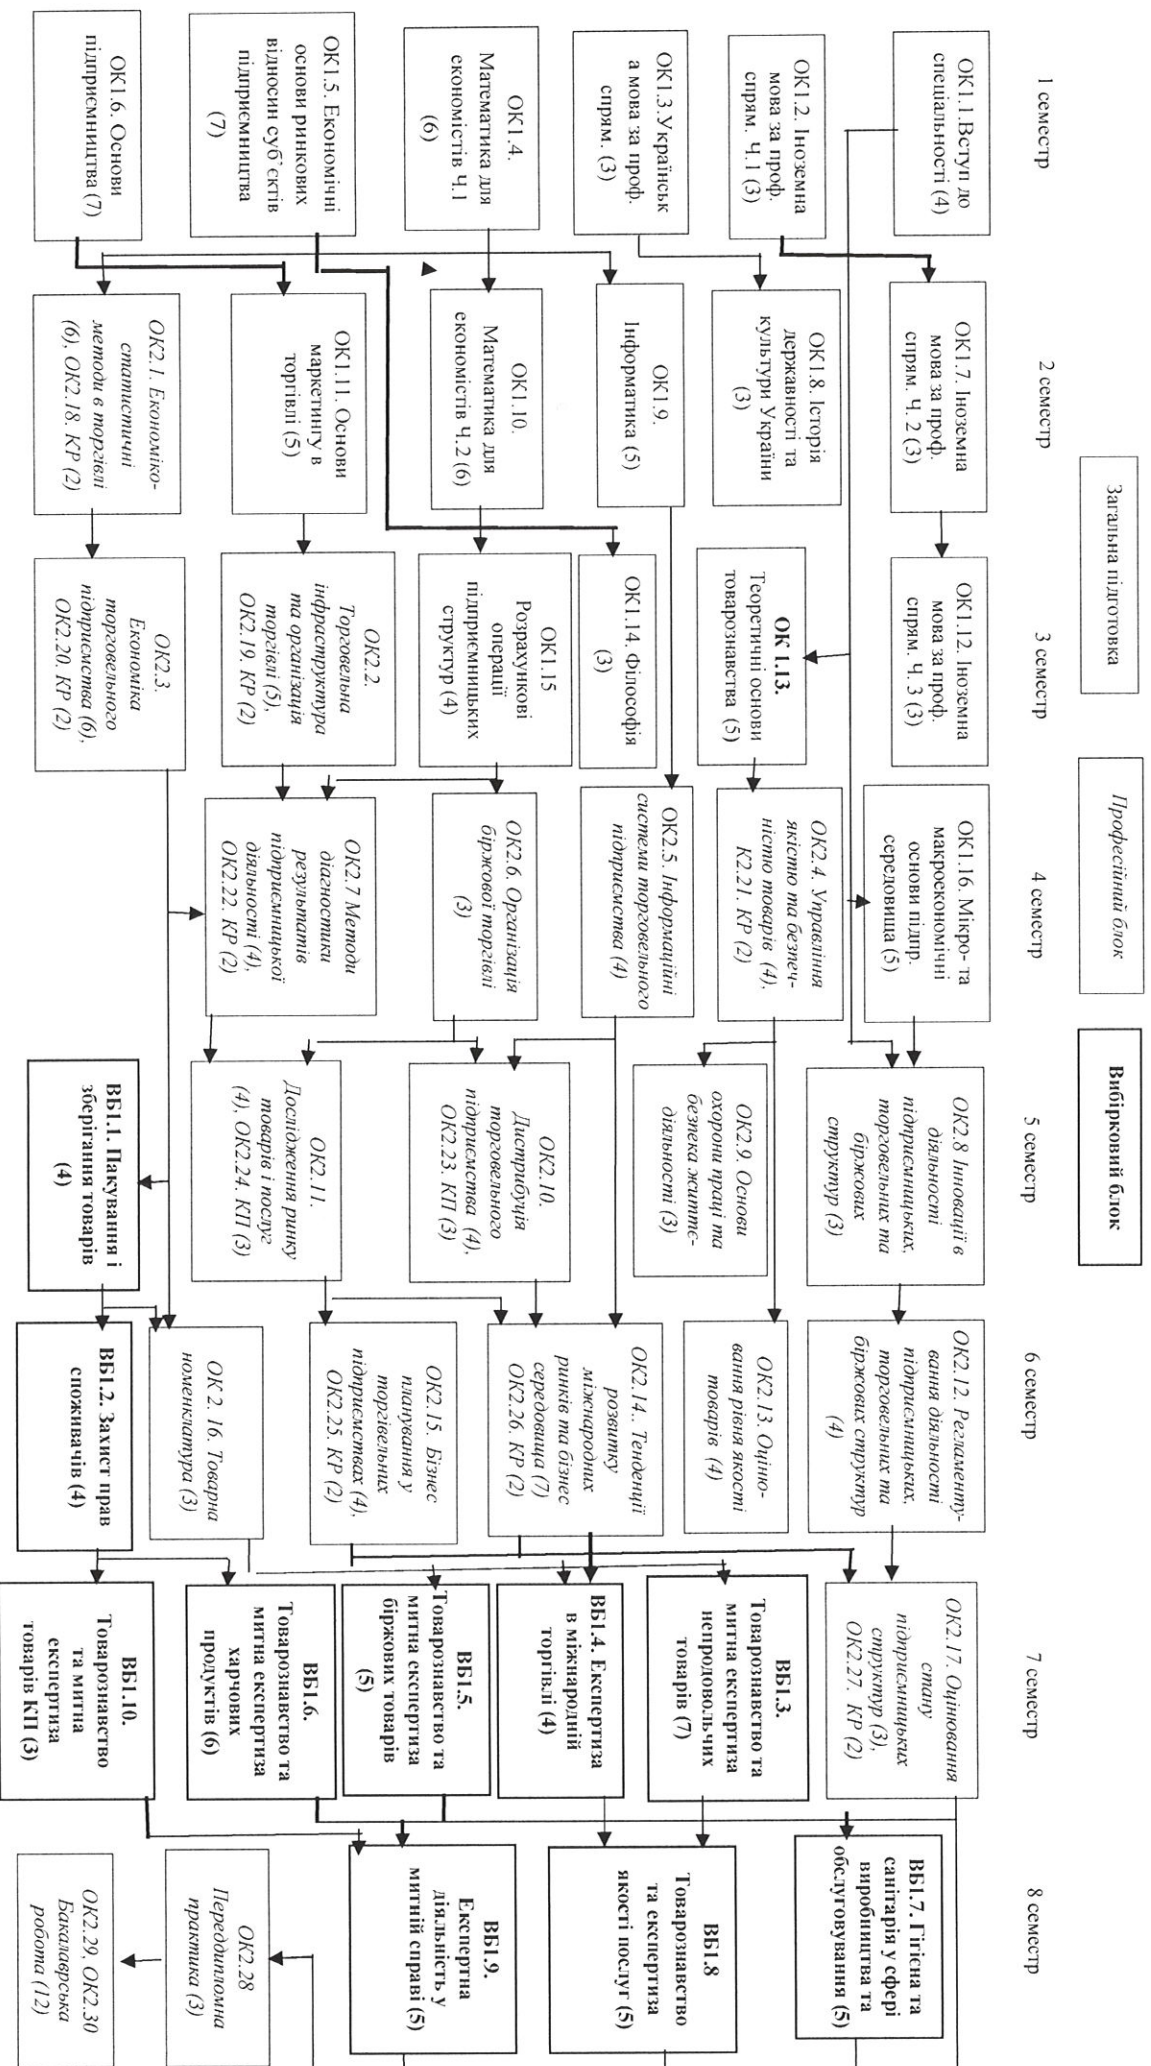 Загальна підготовка
Професійний блок
Вибірковий блок
1 семестр
2 семестр
3 семестр
4 семестр
5 семестр
6 семестр
7 семестр
8 семестр
ОК1.1.Вступ до
спеціальності (4)
ОК1.2. Іноземна
мова за проф.
спрям. Ч.1 (3)
ОК1.3.Українськ
а мова за проф.
спрям. (3)
ОК1.4.
Математика для
економістів Ч.1
(6)
ОК1.5. Економічні
основи ринкових
відносин суб`єктів
підприємництва
(7)
ОК1.6. Основи
підприємництва (7)
ОК1.7. Іноземна
мова за проф.
спрям. Ч. 2 (3)
ОК1.8. Історія
державності та
культури України
(3)
ОК1.9.
Інформатика (5)
ОК1.10.
Математика для
економістів Ч.2 (6)
ОК1.11. Основи
маркетингу в
торгівлі (5)
ОК2.1. Економіко-
статистичні
методи в торгівлі
(6), ОК2.18. КР (2)
ОК1.12. Іноземна
мова за проф.
спрям. Ч. 3 (3)
ОК 1.13.
Теоретичні основи
товарознавства (5)
ОК1.14. Філософія
(3)
ОК1.15
Розрахункові
операції
підприємницьких
структур (4)
ОК2.2.
Торговельна
інфраструктура
та організація
торгівлі (5),
ОК2.19. КР (2)
ОК2.3.
Економіка
торговельного
підприємства (6),
ОК2.20. КР (2)
ОК1.16. Мікро- та
макроекономічні
основи підпр.
середовища (5)
ОК2.4. Управління
якістю та безпеч-
ністю товарів (4),
К2.21. КР (2)
ОК2.5. Інформаційні
системи торговельного
підприємства (4)
ОК2.6. Організація
біржової торгівлі
(3)
ОК2.7 Методи
діагностики
результатів
підприємницької
діяльності (4),
ОК2.22. КР (2)
ОК2.8 Інновації в
діяльності
підприємницьких,
торговельних та
біржових
структур (3)
ОК2.9. Основи
охорони праці та
безпека життє-
діяльності (3)
ОК2.10.
Дистрибуція
торговельного
підприємства (4),
ОК2.23. КП (3)
ОК2.11.
Дослідження ринку
товарів і послуг
(4), ОК2.24. КП (3)
ВБ1.1. Пакування і
зберігання товарів
(4)
ОК2.12. Регламенту-
вання діяльності
підприємницьких,
торговельних та
біржових структур
(4)
ОК2.13. Оціню-
вання рівня якості
товарів (4)
ОК2.14.. Тенденції
розвитку
міжнародних
ринків та бізнес
середовища (7)
ОК2.26. КР (2)
ОК2.15. Бізнес
планування у
торгівельних
підприємствах (4),
ОК2.25. КР (2)
ОК 2. 16. Товарна
номенклатура (3)
ВБ1.2. Захист прав
споживачів (4)
ОК2.17. Оцінювання
стану
підприємницьких
структур (3),
ОК2.27. КР (2)
ВБ1.3.
Товарознавство та
митна експертиза
непродовольчих
товарів (7)
ВБ1.4. Експертиза
в міжнародній
торгівлі (4)
ВБ1.5.
Товарознавство та
митна експертиза
біржових товарів
(5)
ВБ1.6.
Товарознавство та
митна експертиза
харчових
продуктів (6)
ВБ1.10.
Товарознавство
та митна
експертиза
товарів КП (3)
ВБ1.7. Гігієна та
санітарія у сфері
виробництва та
обслуговування (5)
ВБ1.8
Товарознавство
та експертиза
якості послуг (5)
ВБ1.9.
Експертна
діяльність у
митній справі (5)
ОК2.28
Переддипломна
практика (3)
ОК2.29, ОК2.30
Бакалаврська
робота (12)